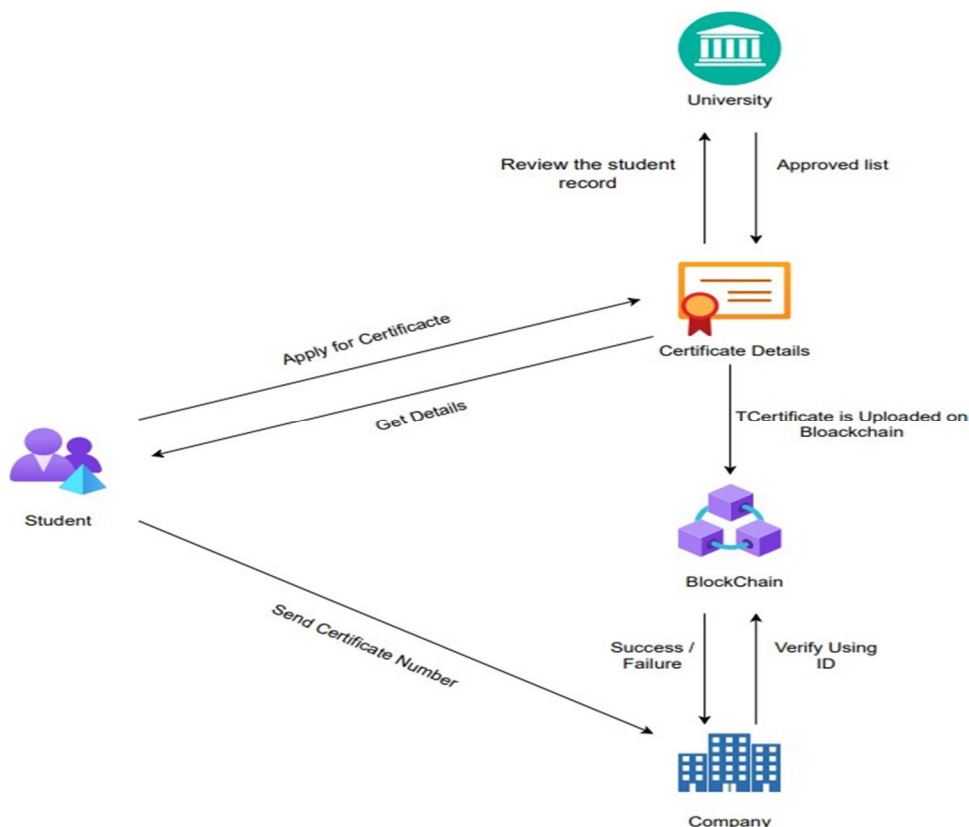 University
Review the student
record
Approved list
Apply for Certificacte
Certificate Details
Get Details
TCertificate is Uploaded on
Bloackchain
Student
BlockChain
Send Certificate Number
Success /
Failure
Verify Using
ID
Company